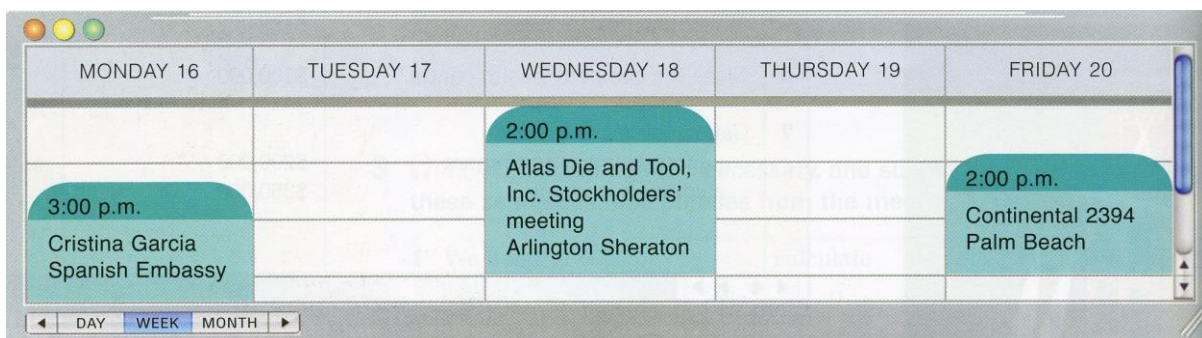 MONDAY 16
TUESDAY 17
WEDNESDAY 18
THURSDAY 19
FRIDAY 20
3:00 p.m.
Cristina Garcia
Spanish Embassy
2:00 p.m.
Atlas Die and Tool,
Inc. Stockholders'
meeting
Arlington Sheraton
2:00 p.m.
Continental 2394
Palm Beach
DAY WEEK MONTH